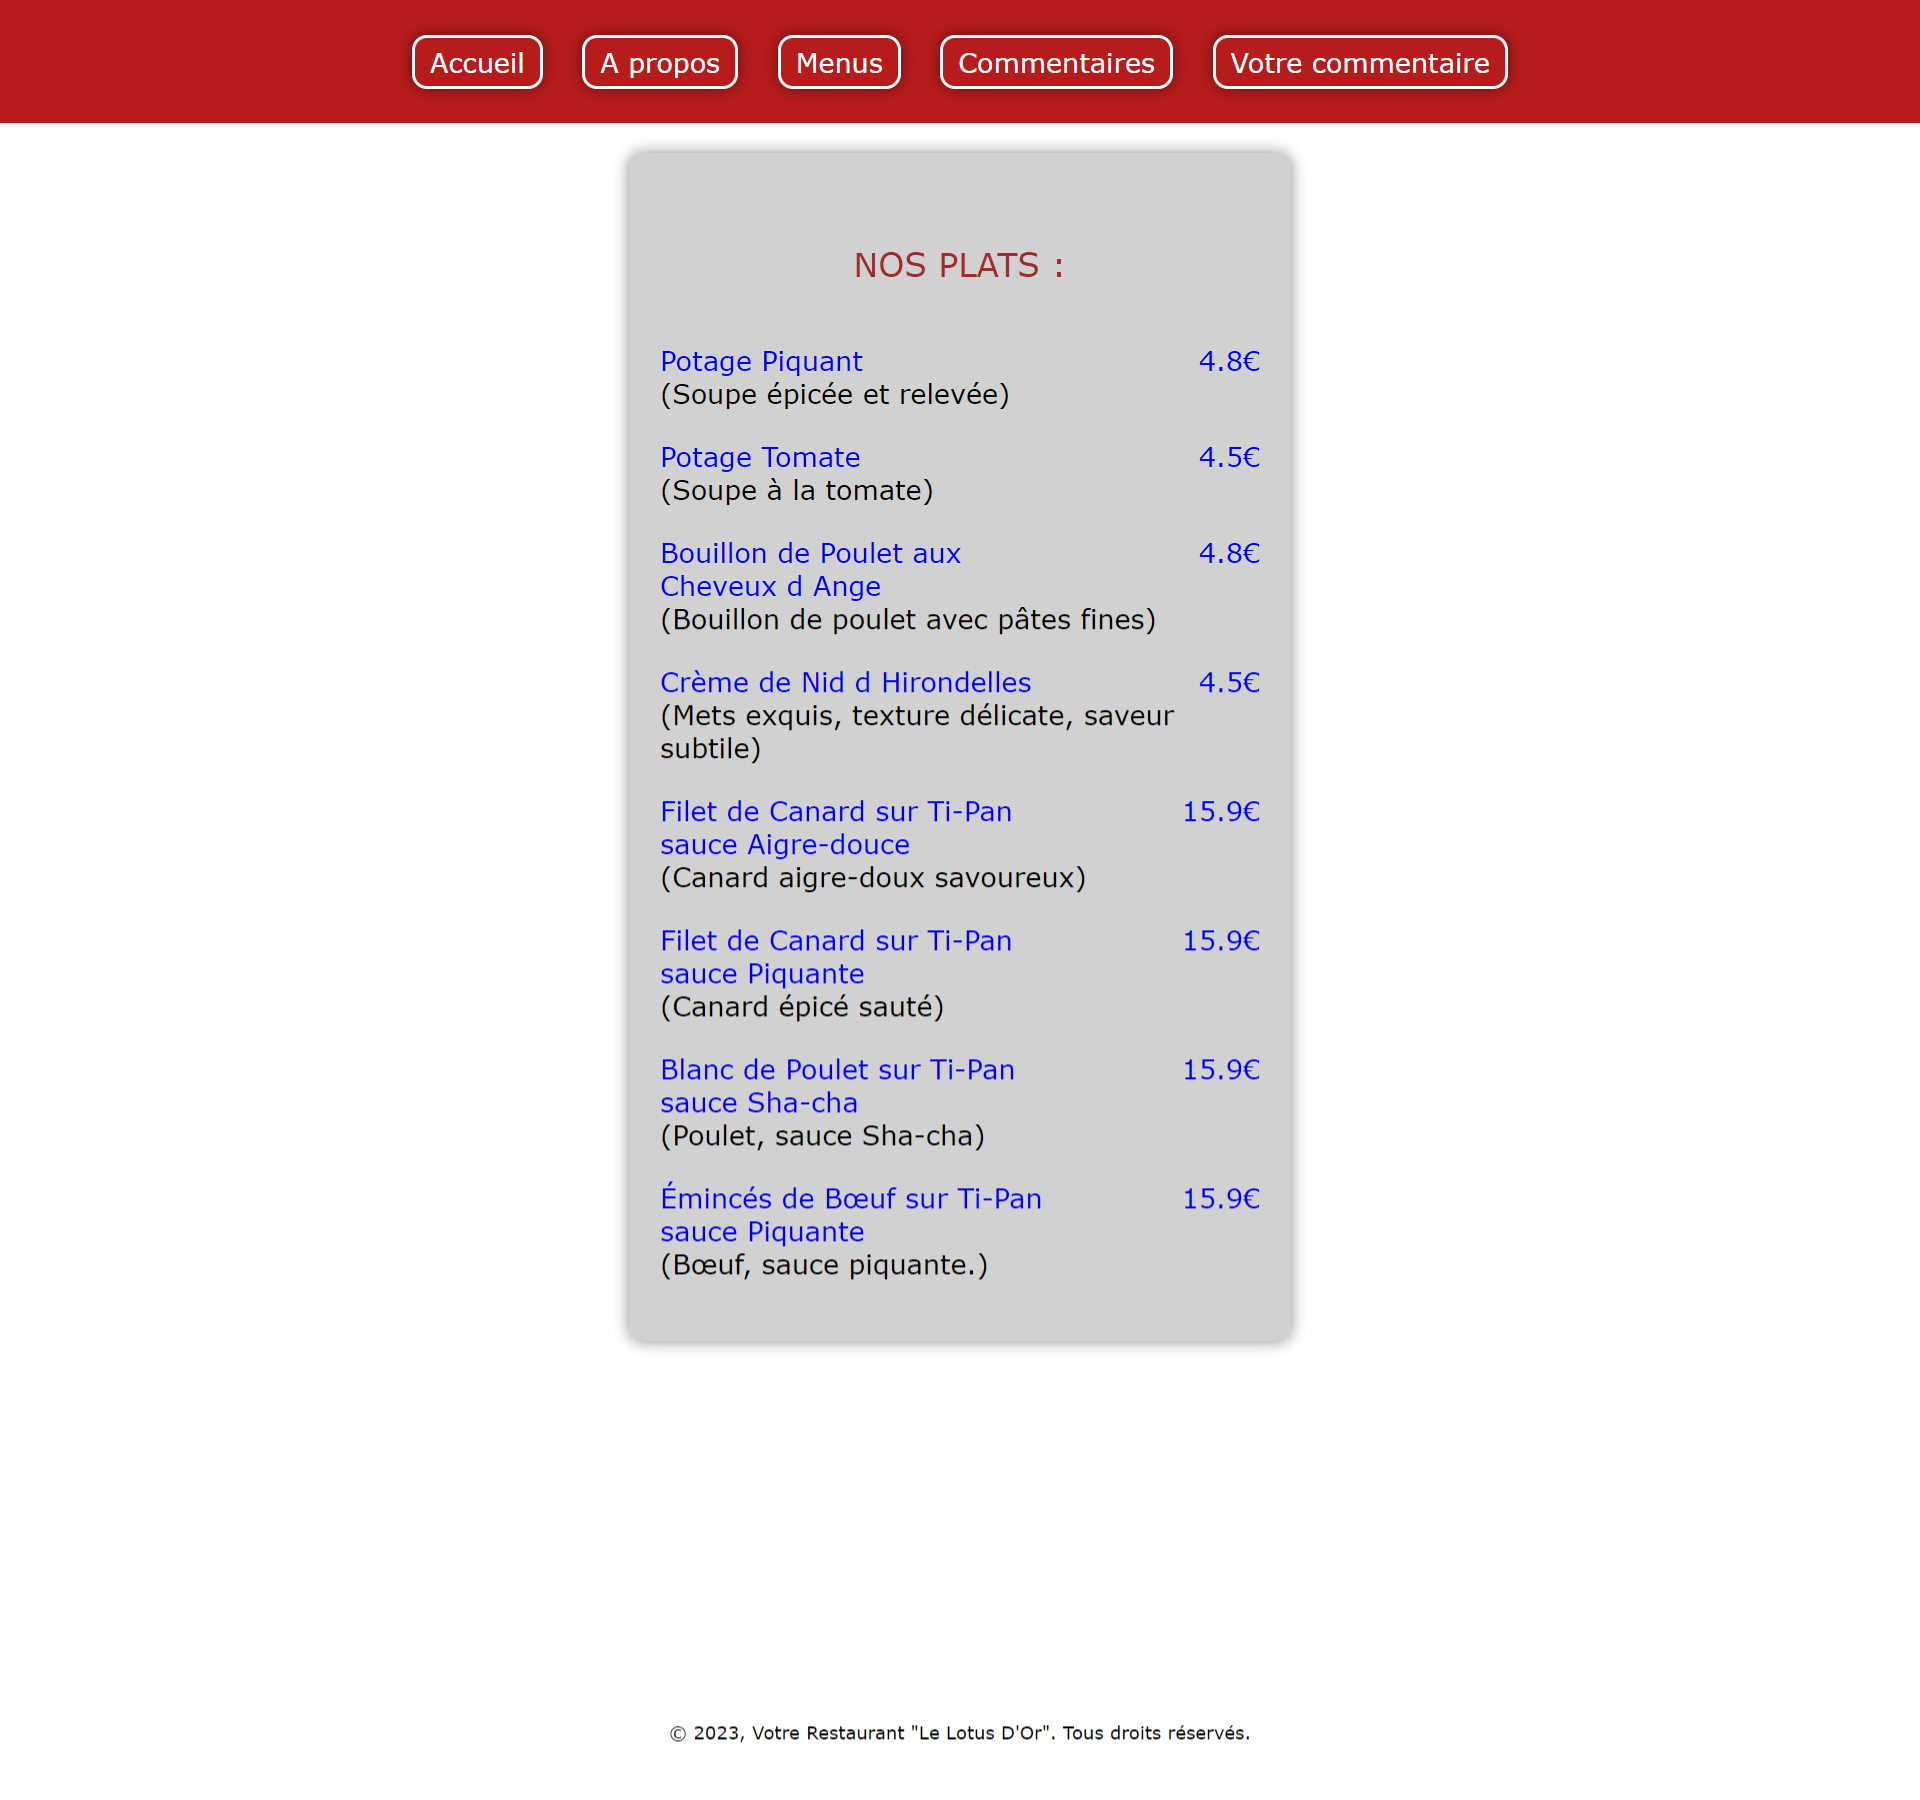 Accueil A propos Menus Commentaires Votre commentaire
NOS PLATS :
Potage Piquant 4.8€
(Soupe épicée et relevée)
Potage Tomate 4.5€
(Soupe à la tomate)
Bouillon de Poulet aux 4.8€
Cheveux d Ange
(Bouillon de poulet avec pâtes fines)
Crème de Nid d Hirondelles 4.5€
(Mets exquis, texture délicate, saveur
subtile)
Filet de Canard sur Ti-Pan 15.9€
sauce Aigre-douce
(Canard aigre-doux savoureux)
Filet de Canard sur Ti-Pan 15.9€
sauce Piquante
(Canard épicé sauté)
Blanc de Poulet sur Ti-Pan 15.9€
sauce Sha-cha
(Poulet, sauce Sha-cha)
Émincés de Bœuf sur Ti-Pan 15.9€
sauce Piquante
(Bœuf, sauce piquante.)
© 2023, Votre Restaurant "Le Lotus D'Or". Tous droits réservés.